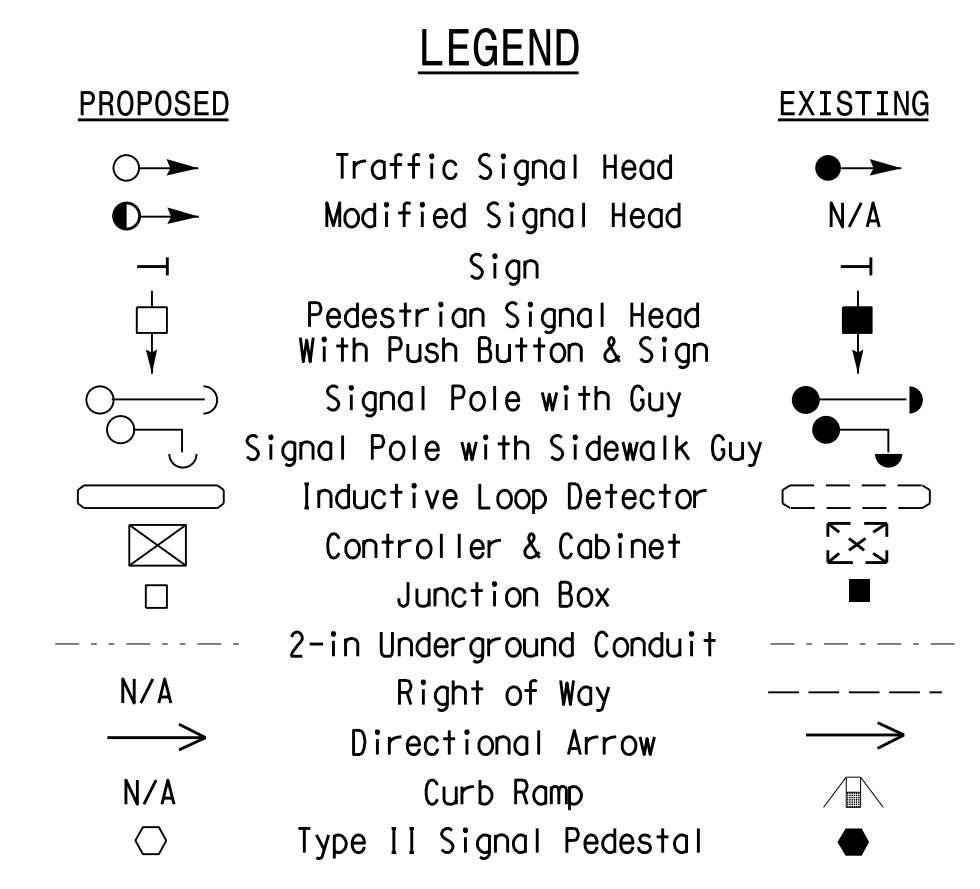 LEGEND
PROPOSED EXISTING
Traffic Signal Head
Modified Signal Head N/A
Sign
Pedestrian Signal Head
With Push Button & Sign
Signal Pole with Guy
Signal Pole with Sidewalk Guy
Inductive Loop Detector
Controller & Cabinet
Junction Box
2-in Underground Conduit
N/A Right of Way
Directional Arrow
N/A Curb Ramp
Type II Signal Pedestal